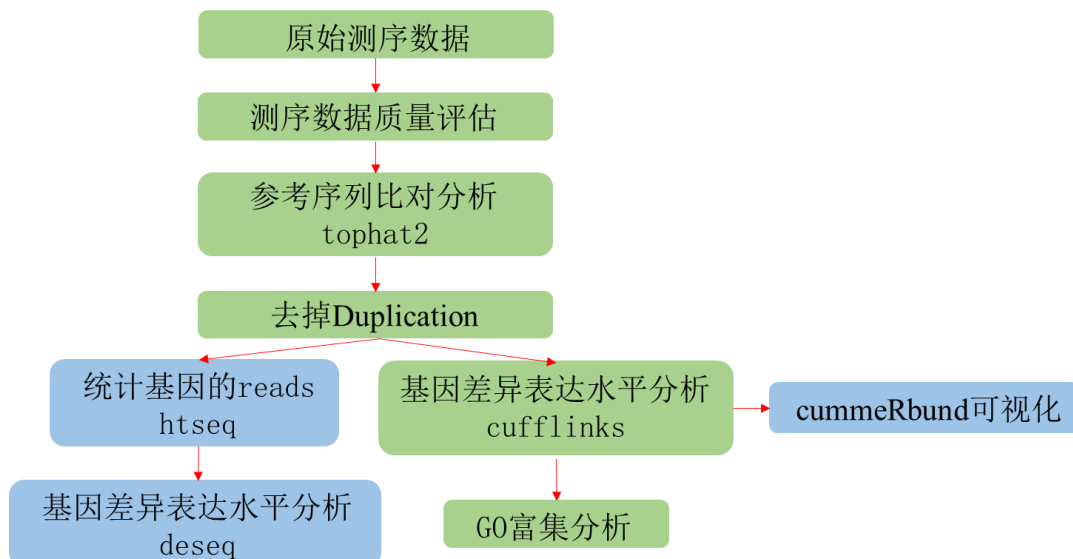 原始测序数据
测序数据质量评估
参考序列比对分析
tophat2
去掉Duplication
统计基因的reads
htseq
基因差异表达水平分析
deseq
基因差异表达水平分析
cufflinks
cummeRbund可视化
GO富集分析